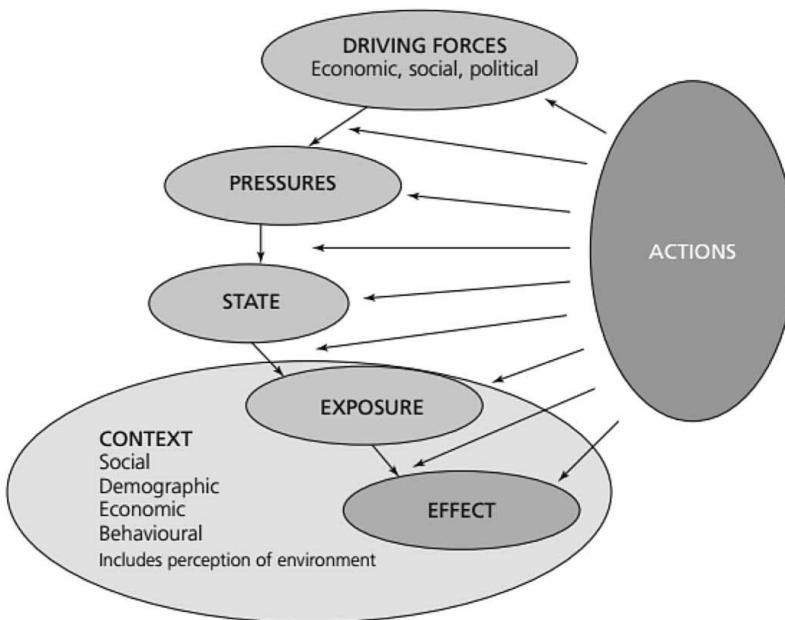 DRIVING FORCES
Economic, social, political
PRESSURES
ACTIONS
STATE
EXPOSURE
CONTEXT
Social
Demographic
Economic
Behavioural
Includes perception of environment
EFFECT